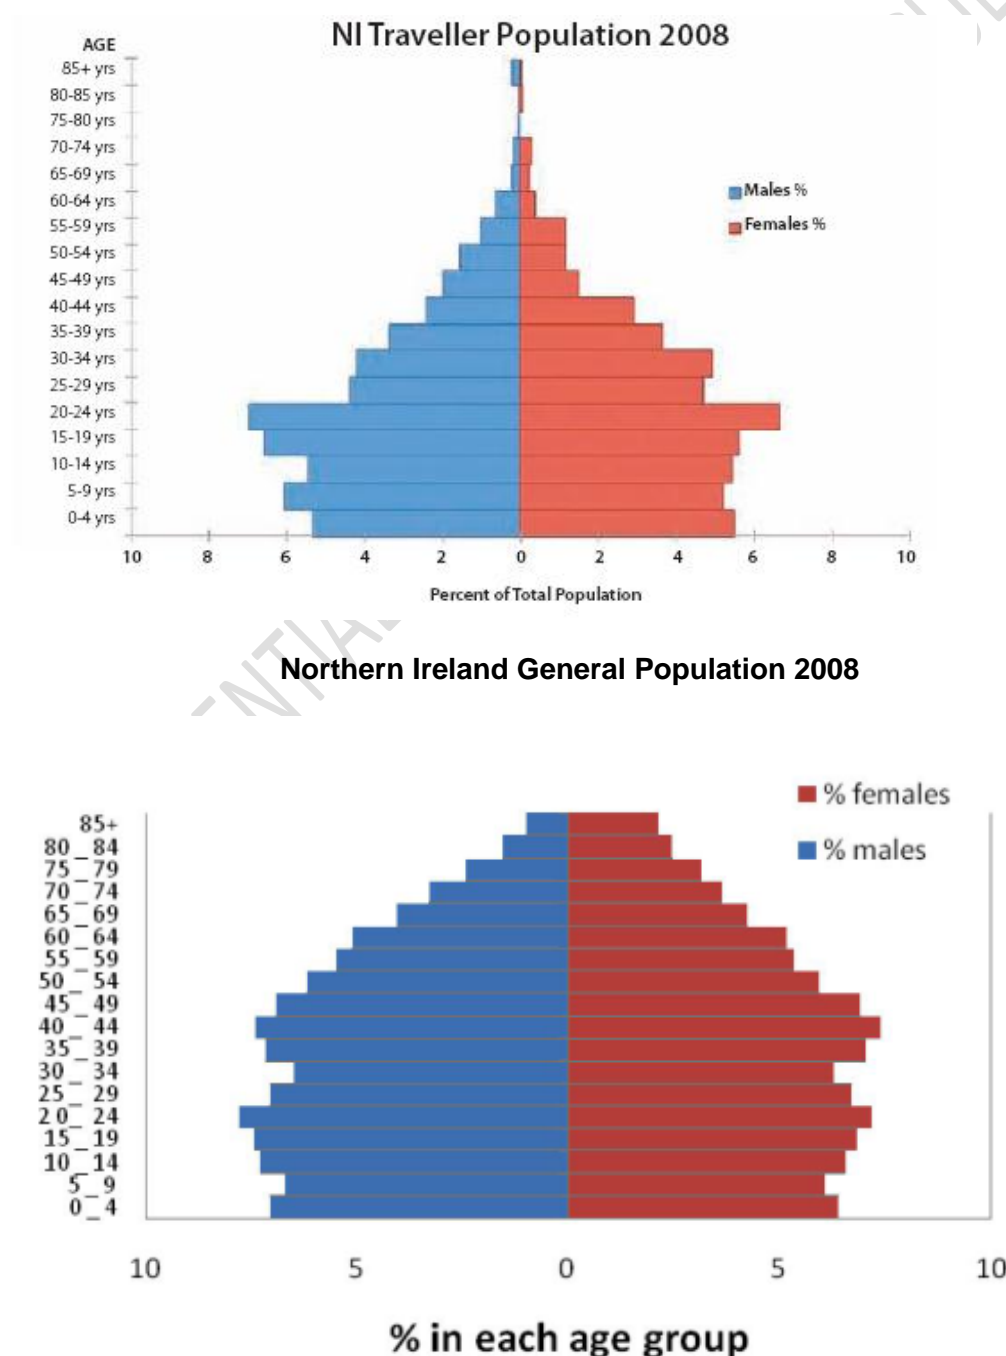 NI Traveller Population 2008
AGE
85+ yrs
80-85 yrs
75-80 yrs
70-74 yrs
65-69 yrs
60-64 yrs
55-59 yrs
50-54 yrs
45-49 yrs
40-44 yrs
35-39 yrs
30-34 yrs
25-29 yrs
20-24 yrs
15-19 yrs
10-14 yrs
5-9 yrs
0-4 yrs
Males %
Females %
10 8 6 4 2 0 2 4 6 8 10
Percent of Total Population
Northern Ireland General Population 2008
% females
% males
85+
80_84
75_79
70_74
65_69
60_64
55_59
50_54
45_49
40_44
35_39
30_34
25_29
20_24
15_19
10_14
5_9
0_4
10 5 0 5 10
% in each age group